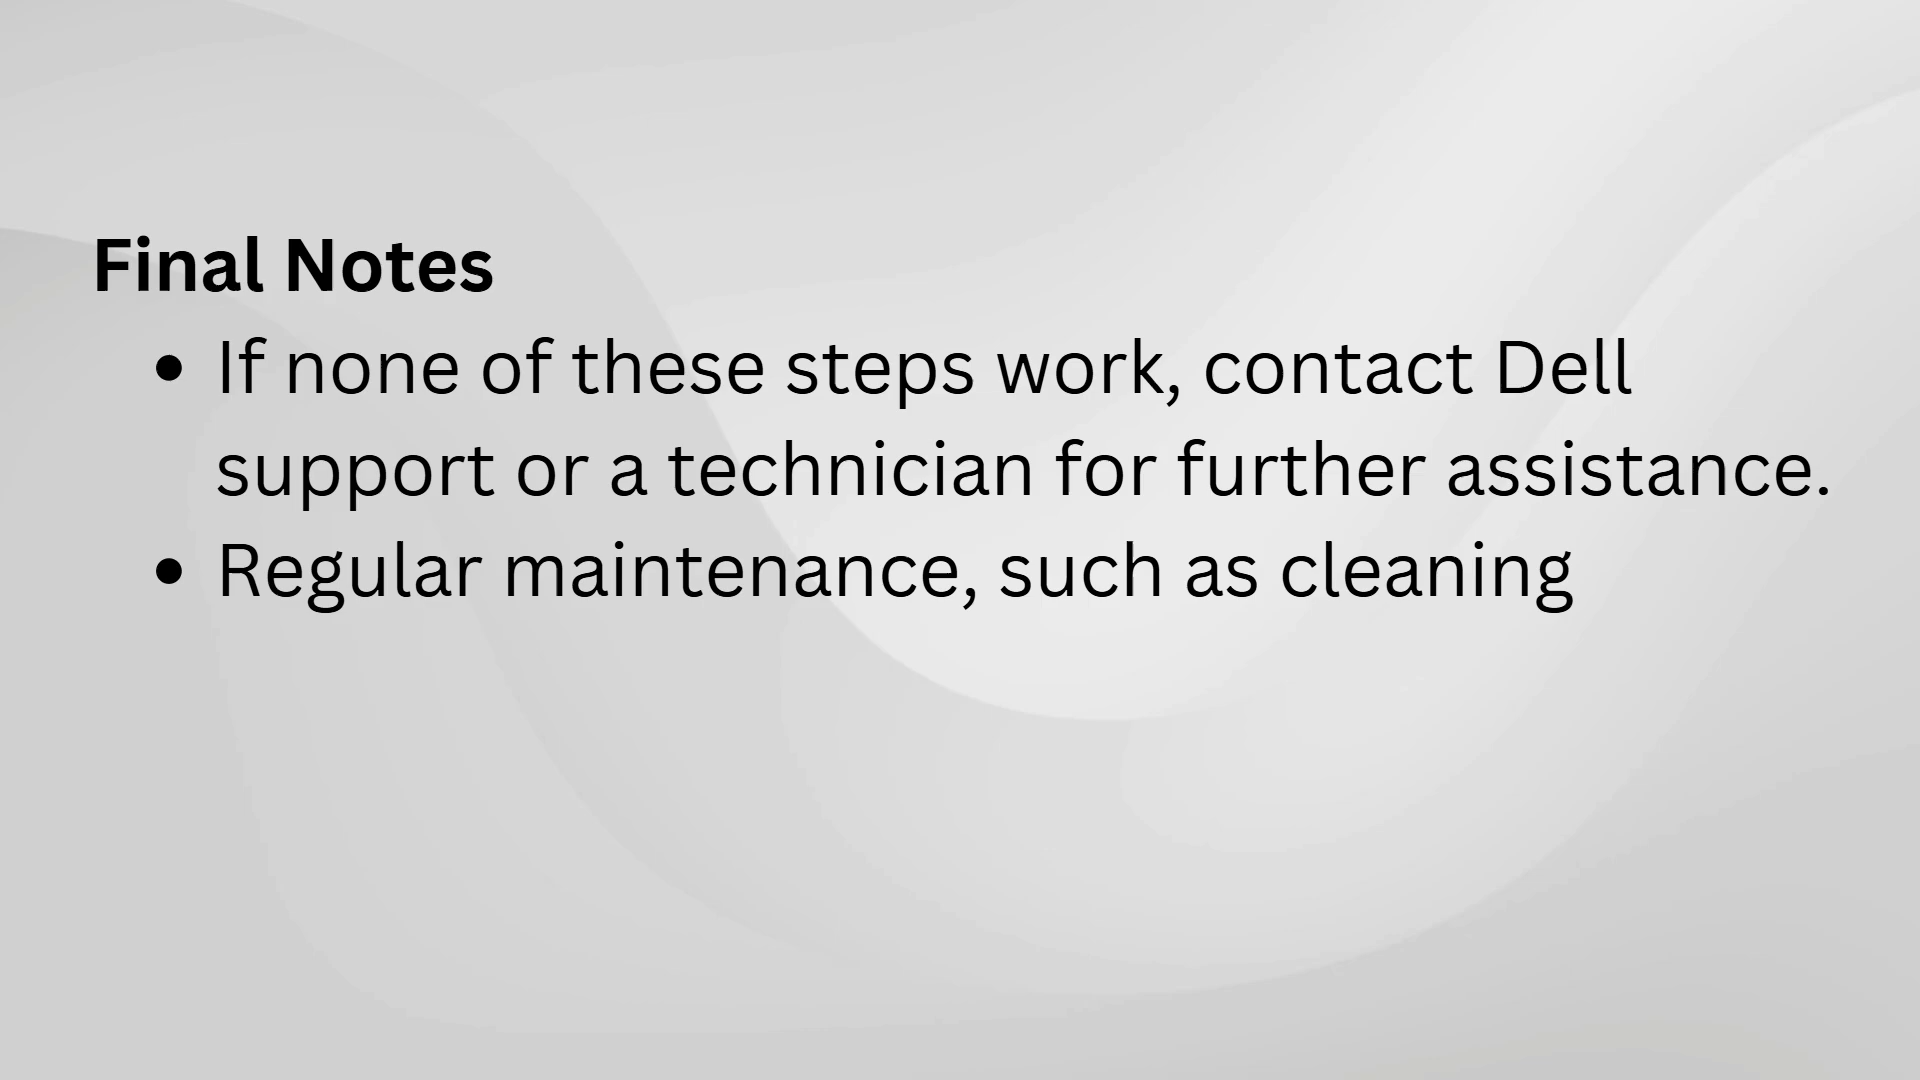 Final Notes
• If none of these steps work, contact Dell
support or a technician for further assistance.
• Regular maintenance, such as cleaning